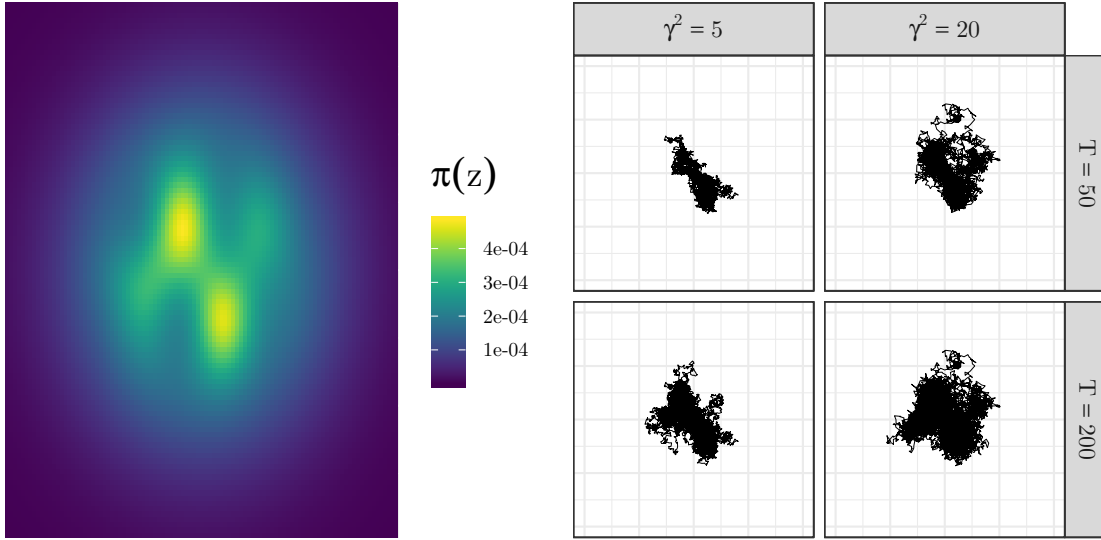 π(z)
4e-04
3e-04
2e-04
1e-04
γ² = 5
γ² = 20
T = 50
T = 200